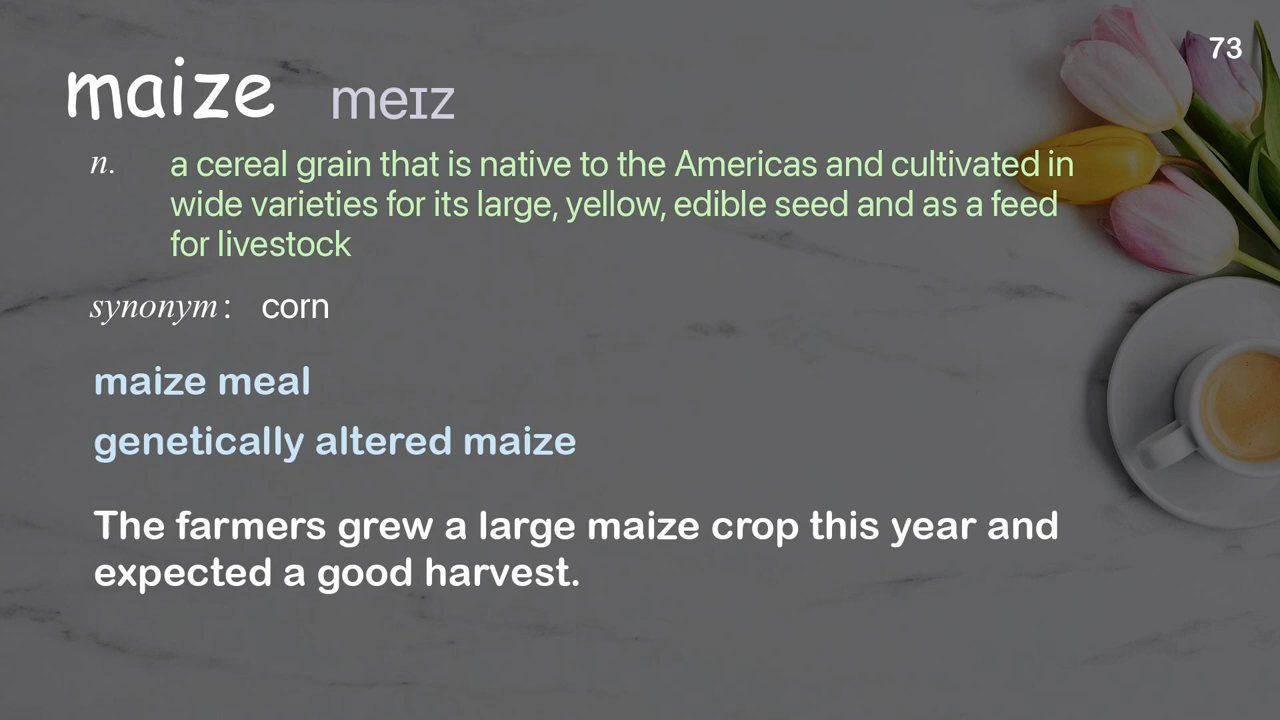 73
maize meɪz
n. a cereal grain that is native to the Americas and cultivated in
wide varieties for its large, yellow, edible seed and as a feed
for livestock
synonym: corn
maize meal
genetically altered maize
The farmers grew a large maize crop this year and
expected a good harvest.